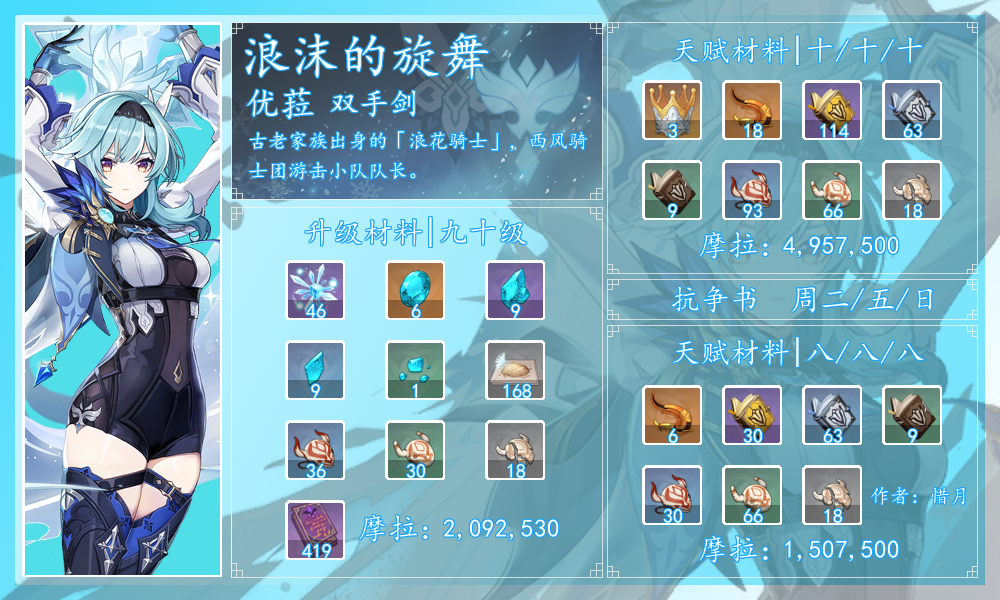 浪沫的旋舞
优菈 双手剑
古老家族出身的「浪花骑士」，西风骑
士团游击小队队长。
升级材料|九十级
46
6
9
9
1
168
36
30
18
419
摩拉：2,092,530
天赋材料|十/十/十
3
18
114
63
9
93
66
18
摩拉：4,957,500
抗争书 周二/五/日
天赋材料|八/八/八
6
30
63
9
30
66
18
作者：惜月
摩拉：1,507,500